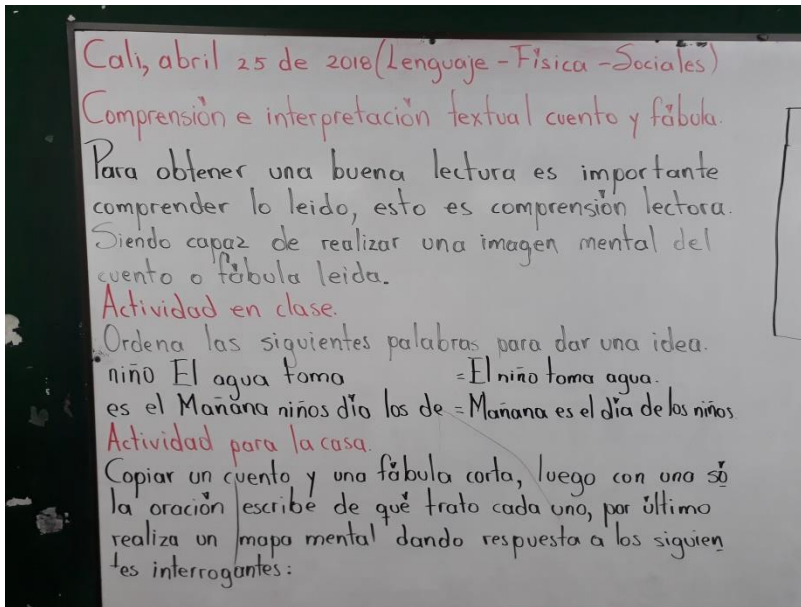 Cali, abril 25 de 2018 (Lenguaje - Física - Sociales)
Comprensión e interpretación textual cuento y fábula.
Para obtener una buena lectura es importante
comprender lo leido, esto es comprensión lectora.
Siendo capaz de realizar una imagen mental del
cuento o fábula leida.
Actividad en clase.
Ordena las siguientes palabras para dar una idea.
niño El agua toma = El niño toma agua.
es el Mañana niños día los de = Mañana es el día de los niños
Actividad para la casa.
Copiar un cuento y una fábula corta, luego con una só
la oración escribe de qué trato cada uno, por último
realiza un mapa mental dando respuesta a los siguien
tes interrogantes: